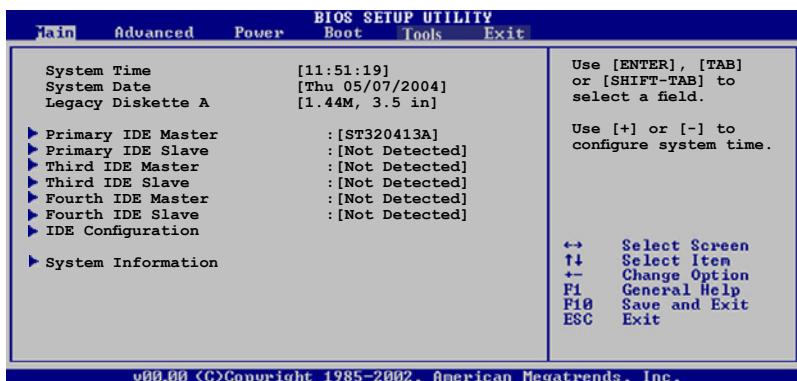 BIOS SETUP UTILITY
Main Advanced Power Boot Tools Exit
System Time [11:51:19]
System Date [Thu 05/07/2004]
Legacy Diskette A [1.44M, 3.5 in]
Primary IDE Master :[ST320413A]
Primary IDE Slave :[Not Detected]
Third IDE Master :[Not Detected]
Third IDE Slave :[Not Detected]
Fourth IDE Master :[Not Detected]
Fourth IDE Slave :[Not Detected]
IDE Configuration
System Information
Use [ENTER], [TAB]
or [SHIFT-TAB] to
select a field.
Use [+] or [-] to
configure system time.
↔ Select Screen
↑↓ Select Item
+- Change Option
F1 General Help
F10 Save and Exit
ESC Exit
v00.00 (C)Copyright 1985-2002, American Megatrends, Inc.